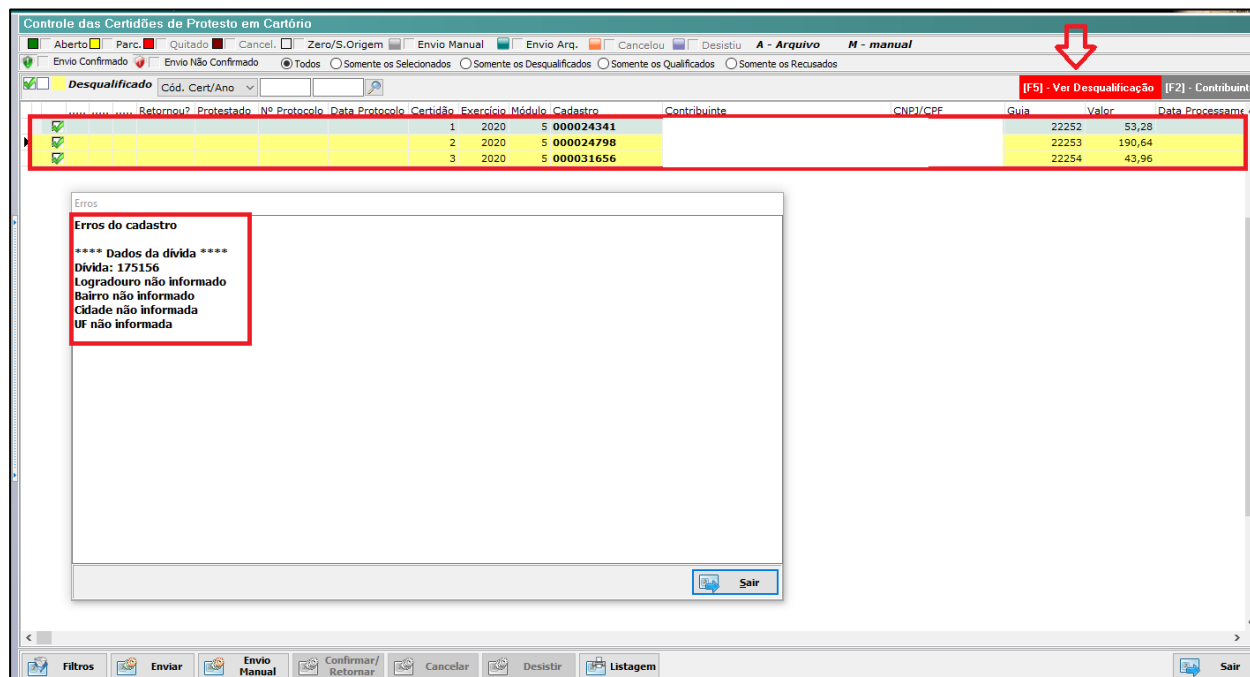 Controle das Certidões de Protesto em Cartório
Aberto Parc. Quitado Cancel. Zero/S.Origem Envio Manual Envio Arq. Cancelou Desistiu A - Arquivo M - manual
Envio Confirmado Envio Não Confirmado Todos Somente os Selecionados Somente os Desqualificados Somente os Qualificados Somente os Recusados
Desqualificado Cód. Cert/Ano [F5] - Ver Desqualificação [F2] - Contribuint
..... ..... ..... Retornou? Protestado Nº Protocolo Data Protocolo Certidão Exercício Módulo Cadastro Contribuinte CNPJ/CPF Guia Valor Data Processame
1 2020 5 000024341 22252 53,28
2 2020 5 000024798 22253 190,64
3 2020 5 000031656 22254 43,96
Erros
Erros do cadastro
**** Dados da dívida ****
Dívida: 175156
Logradouro não informado
Bairro não informado
Cidade não informada
UF não informada
Sair
Filtros Enviar Envio Manual Confirmar/ Retornar Cancelar Desistir Listagem Sair